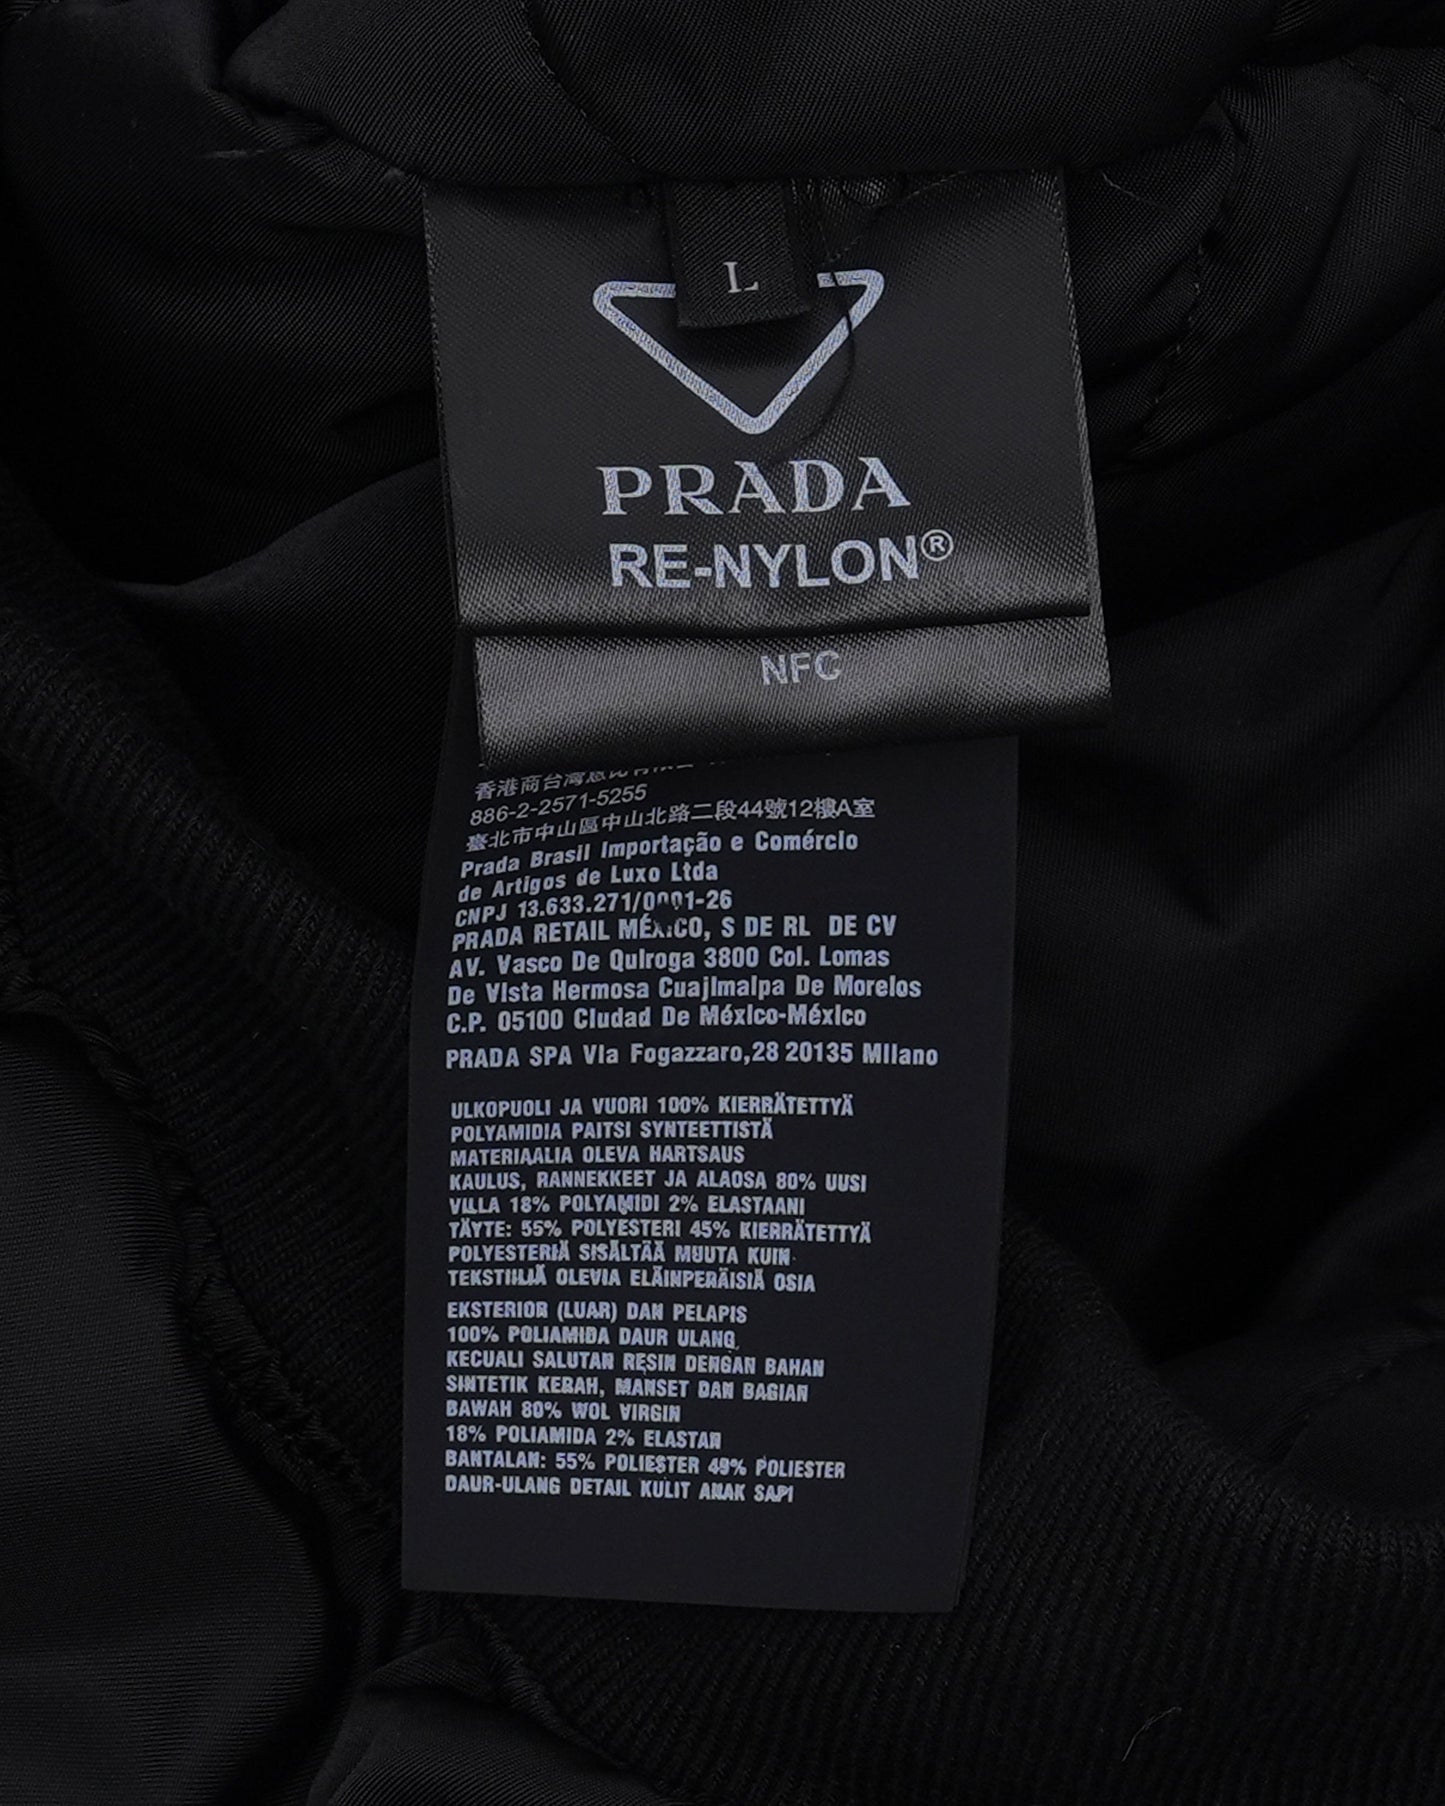 L
PRADA
RE-NYLON®
NFC
香港商台灣
886-2-2571-5255
臺北市中山區中山北路二段44號12樓A室
Prada Brasil Importação e Comércio
de Artigos de Luxo Ltda
CNPJ 13.633.271/0001-26
PRADA RETAIL MÉXICO, S DE RL DE CV
AV. Vasco De Quiroga 3800 Col. Lomas
De Vista Hermosa Cuajimalpa De Morelos
C.P. 05100 Ciudad De México-México
PRADA SPA Via Fogazzaro,28 20135 Milano
ULKOPUOLI JA VUORI 100% KIERRÄTETTYÄ
POLYAMIDIA PAITSI SYNTEETTISTÄ
MATERIAALIA OLEVA HARTSAUS
KAULUS, RANNEKKEET JA ALAOSA 80% UUSI
VILLA 18% POLYAMIDI 2% ELASTAANI
TÄYTE: 55% POLYESTERI 45% KIERRÄTETTYÄ
POLYESTERIÄ SISÄLTÄÄ MUUTA KUIN
TEKSTIILIÄ OLEVIA ELÄINPERÄISIÄ OSIA
EKSTERIOR (LUAR) DAN PELAPIS
100% POLIAMIDA DAUR ULANG,
KECUALI SALUTAN RESIN DENGAN BAHAN
SINTETIK KERAH, MANSET DAN BAGIAN
BAWAH 80% WOL VIRGIN
18% POLIAMIDA 2% ELASTAN
BANTALAN: 55% POLIESTER 45% POLIESTER
DAUR-ULANG DETAIL KULIT ANAK SAPI